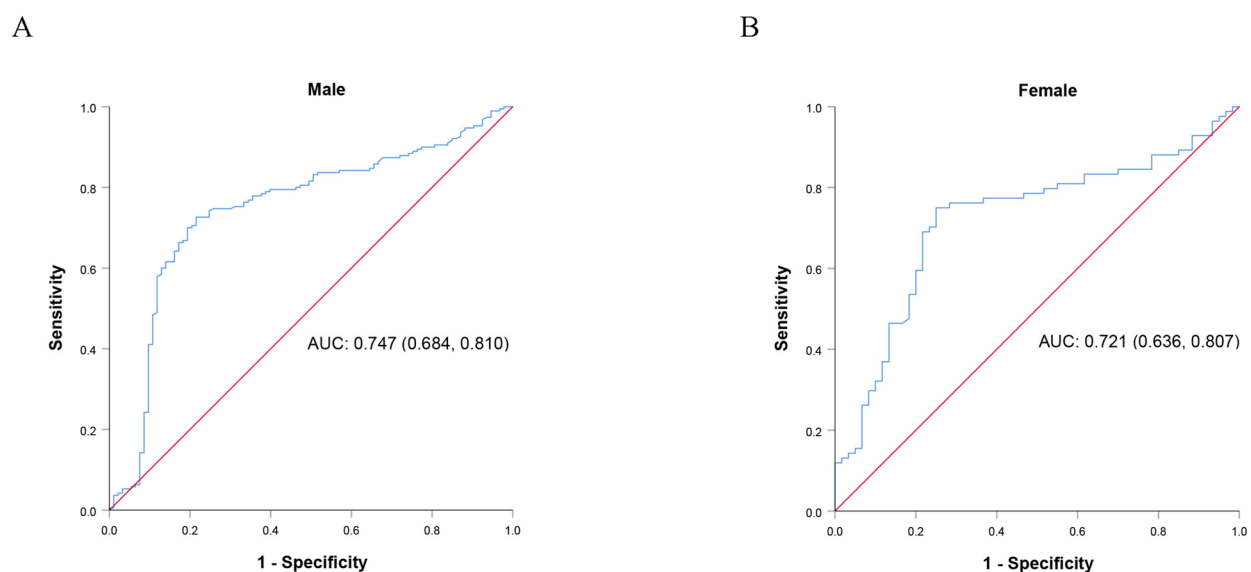 A
Male
1.0
0.8
0.6
0.4
0.2
0.0
Sensitivity
AUC: 0.747 (0.684, 0.810)
0.0 0.2 0.4 0.6 0.8 1.0
1 - Specificity
B
Female
1.0
0.8
0.6
0.4
0.2
0.0
Sensitivity
AUC: 0.721 (0.636, 0.807)
0.0 0.2 0.4 0.6 0.8 1.0
1 - Specificity